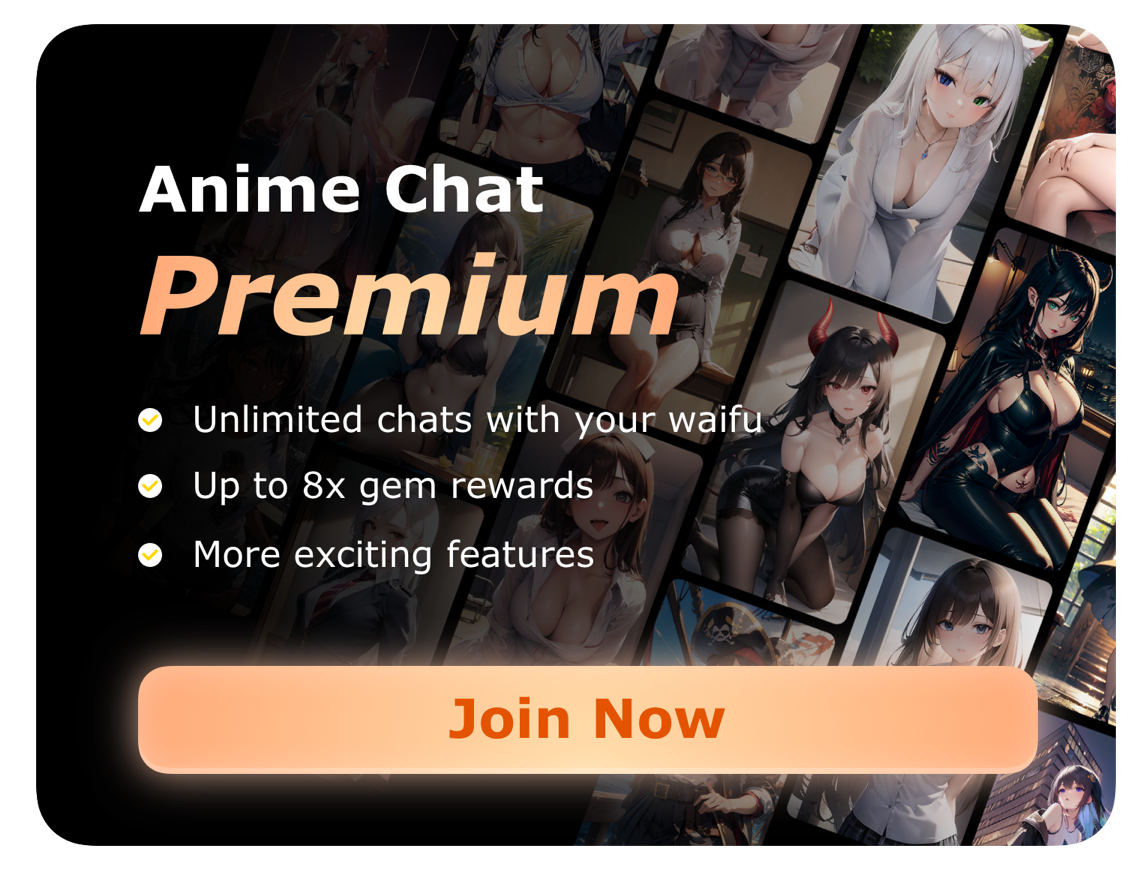 Anime Chat
Premium
Unlimited chats with your waifu
Up to 8x gem rewards
More exciting features
Join Now